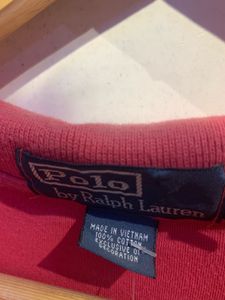 Polo
by Ralph Lauren
MADE IN VIETNAM
100% COTTON
EXCLUSIVE OF
DECORATION